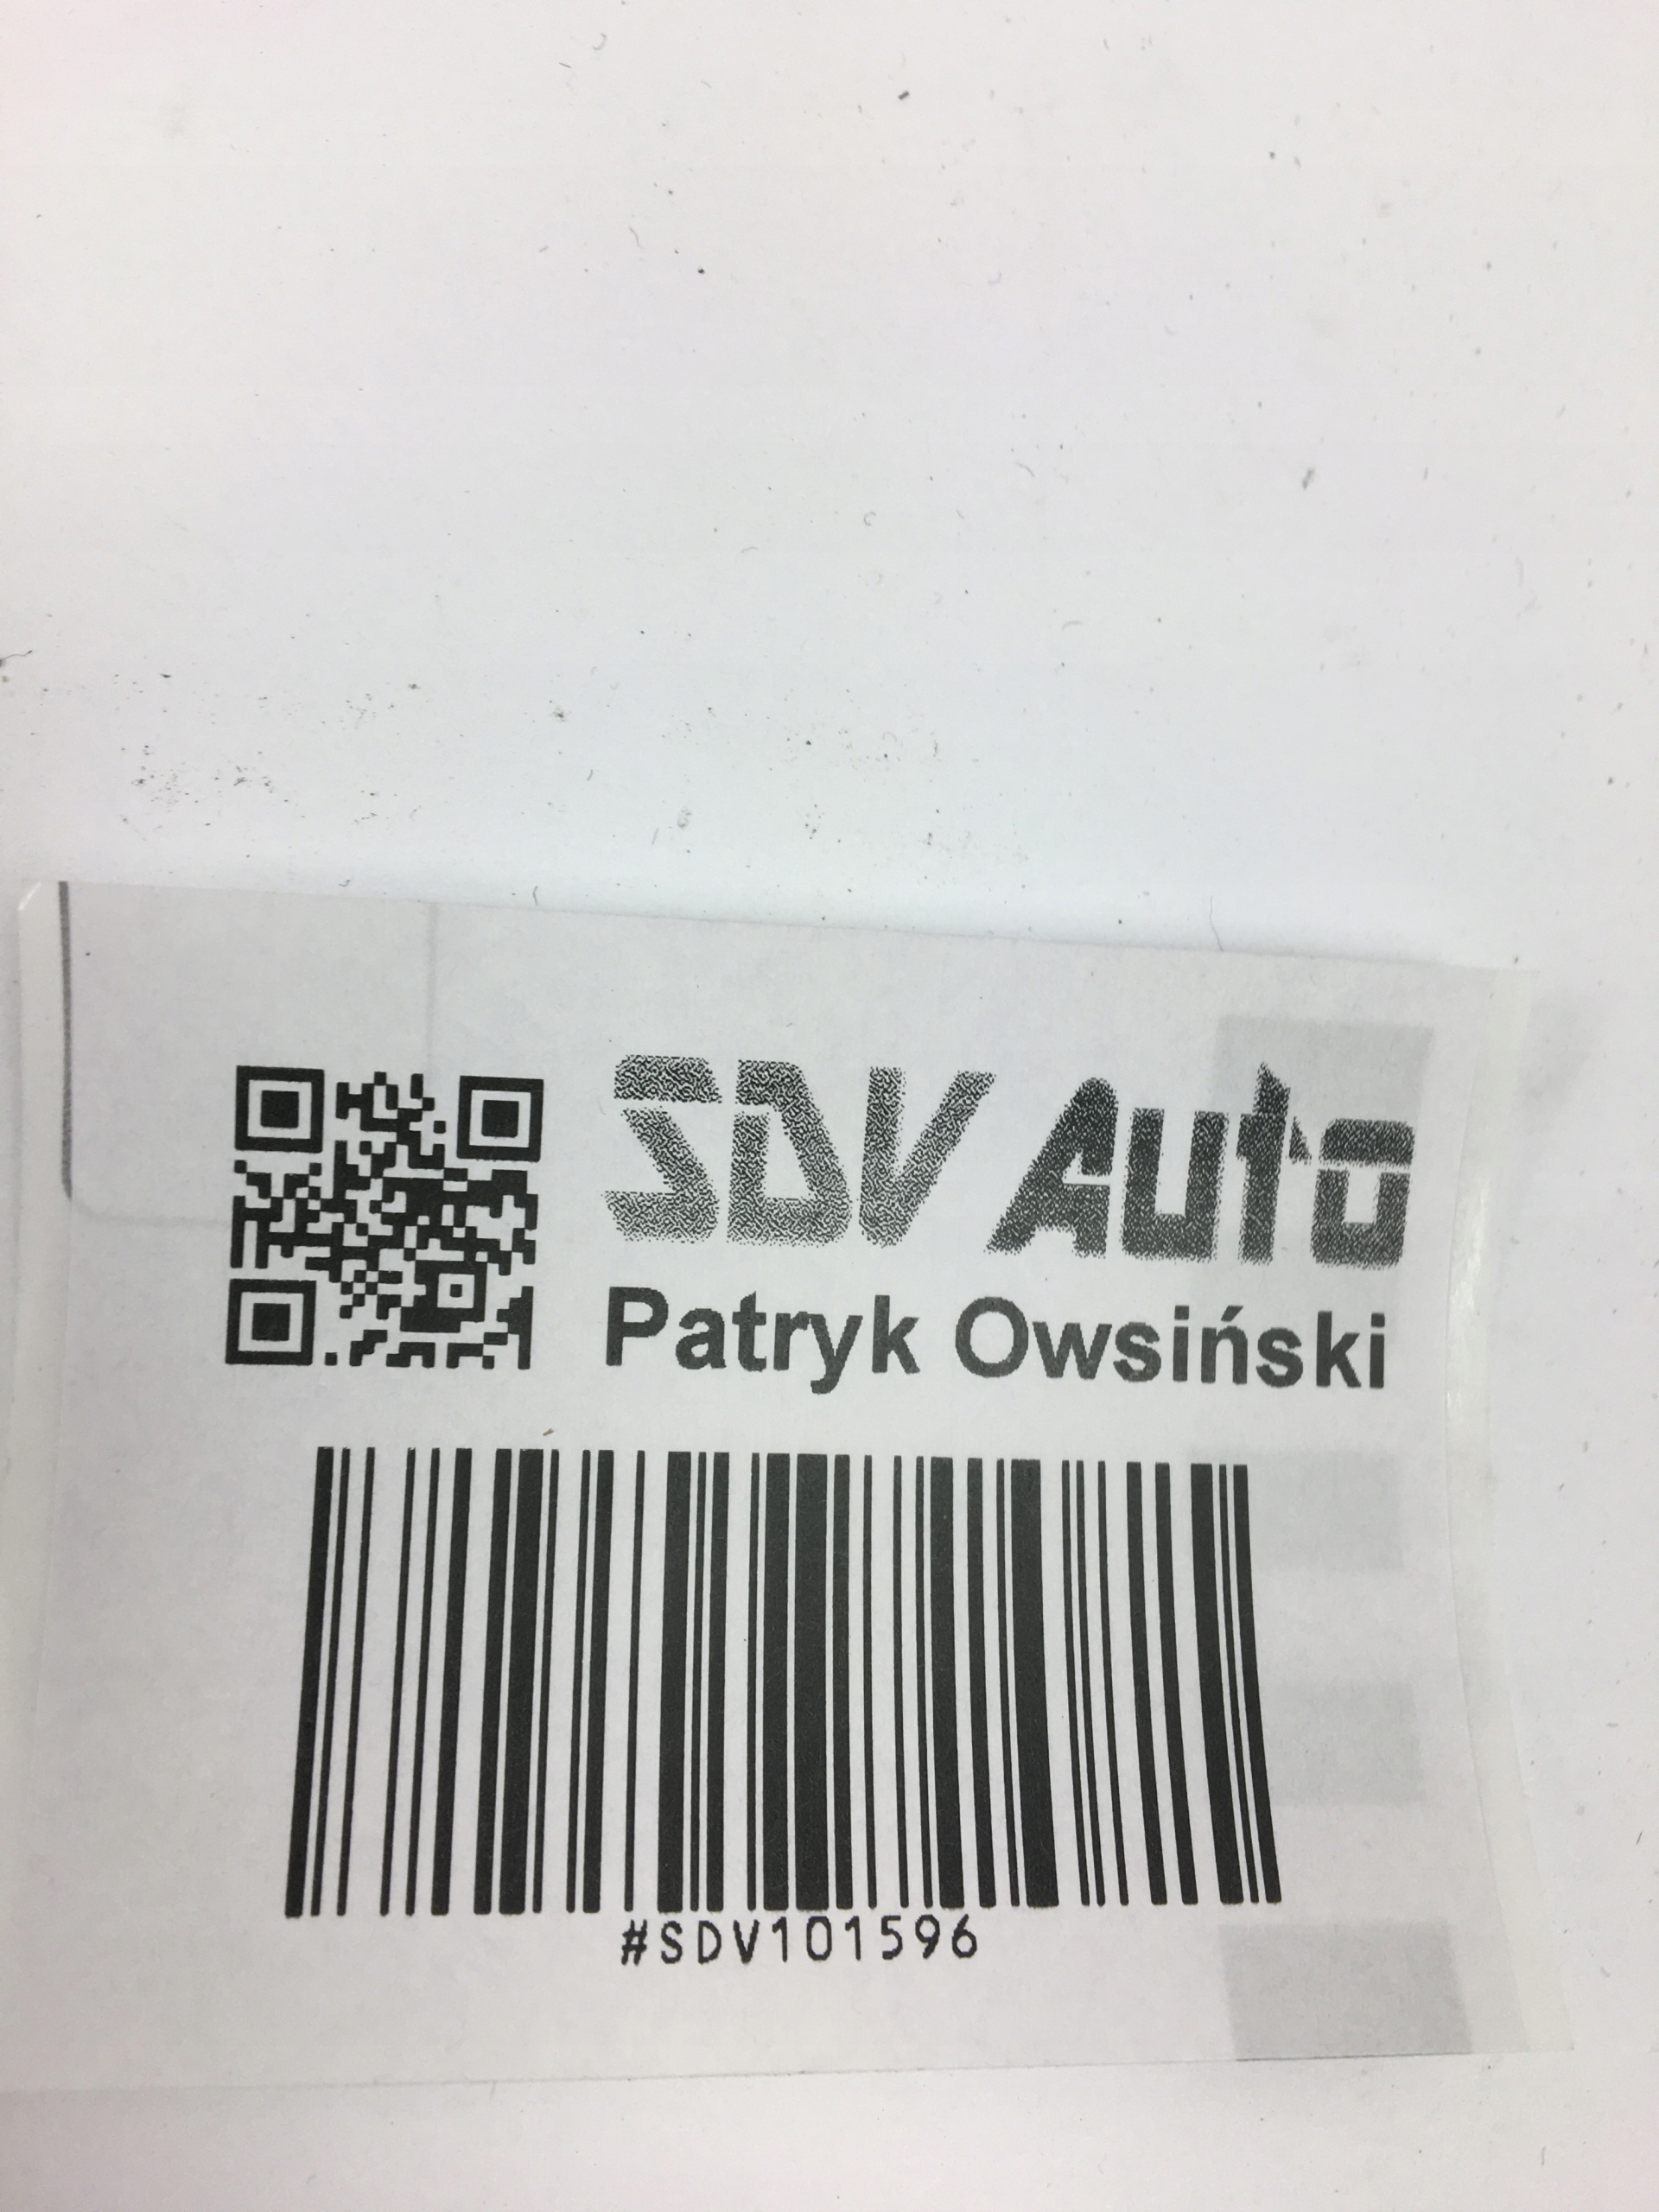 SDV Auto
Patryk Owsiński
#SDV101596